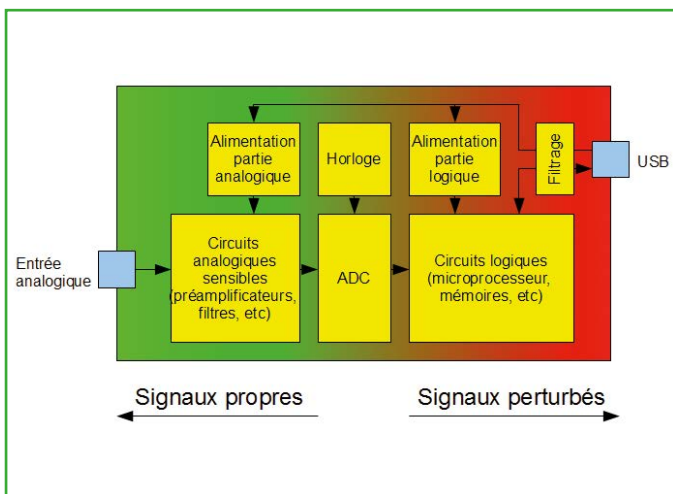 Alimentation
partie
analogique
Horloge
Alimentation
partie
logique
Filtrage
USB
Entrée
analogique
Circuits
analogiques
sensibles
(préamplificateurs,
filtres, etc)
ADC
Circuits logiques
(microprocesseur,
mémoires, etc)
Signaux propres
Signaux perturbés